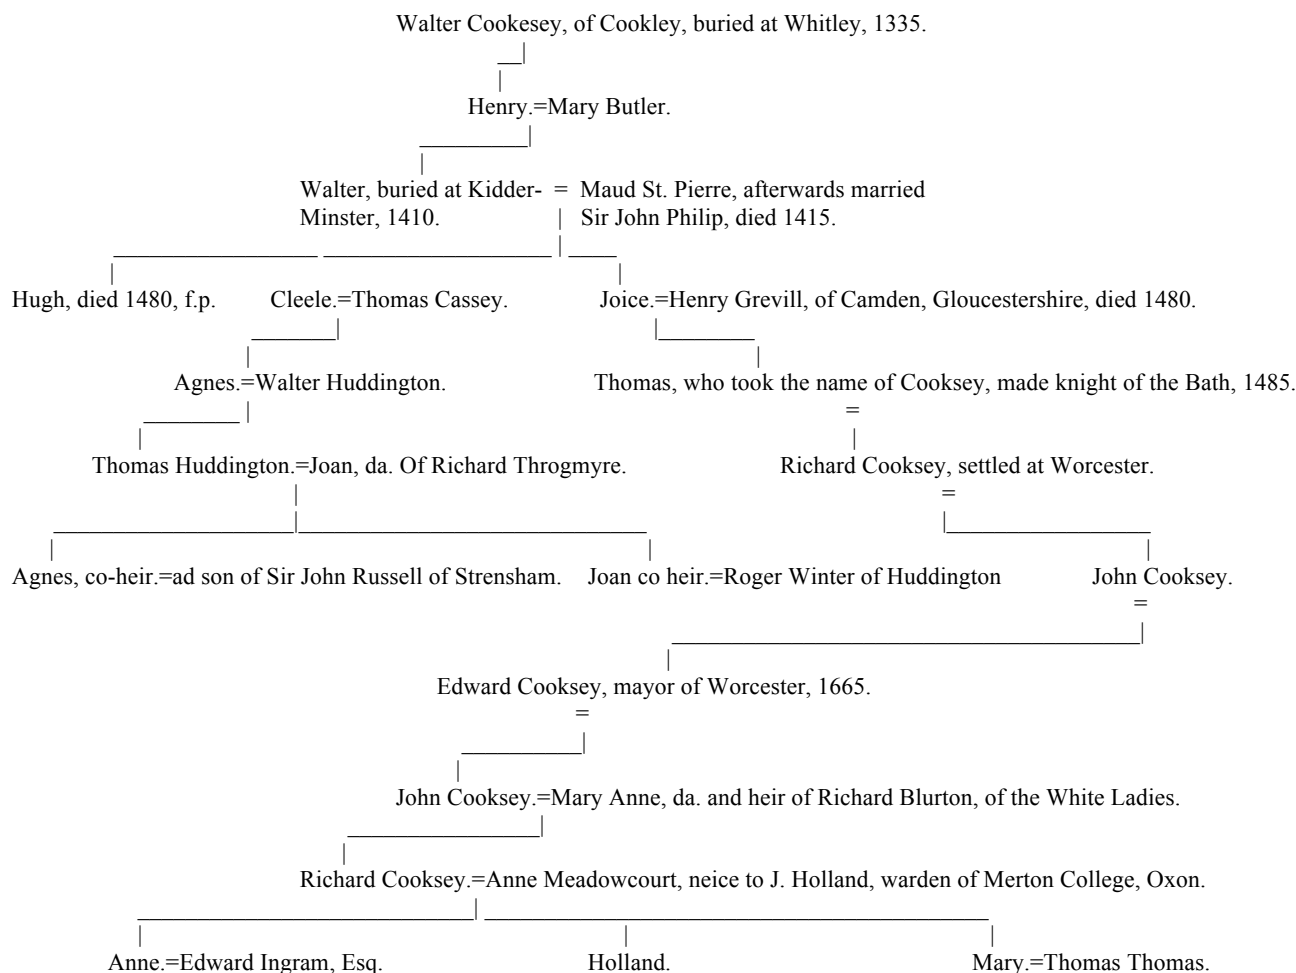 Walter Cookesey, of Cookley, buried at Whitley, 1335.
Henry.=Mary Butler.
Walter, buried at Kidder- = Maud St. Pierre, afterwards married
Minster, 1410. Sir John Philip, died 1415.
Hugh, died 1480, f.p. Cleele.=Thomas Cassey. Joice.=Henry Grevill, of Camden, Gloucestershire, died 1480.
Agnes.=Walter Huddington. Thomas, who took the name of Cooksey, made knight of the Bath, 1485.
=
Thomas Huddington.=Joan, da. Of Richard Throgmyre. Richard Cooksey, settled at Worcester.
=
Agnes, co-heir.=ad son of Sir John Russell of Strensham. Joan co heir.=Roger Winter of Huddington John Cooksey.
=
Edward Cooksey, mayor of Worcester, 1665.
=
John Cooksey.=Mary Anne, da. and heir of Richard Blurton, of the White Ladies.
Richard Cooksey.=Anne Meadowcourt, neice to J. Holland, warden of Merton College, Oxon.
Anne.=Edward Ingram, Esq. Holland. Mary.=Thomas Thomas.